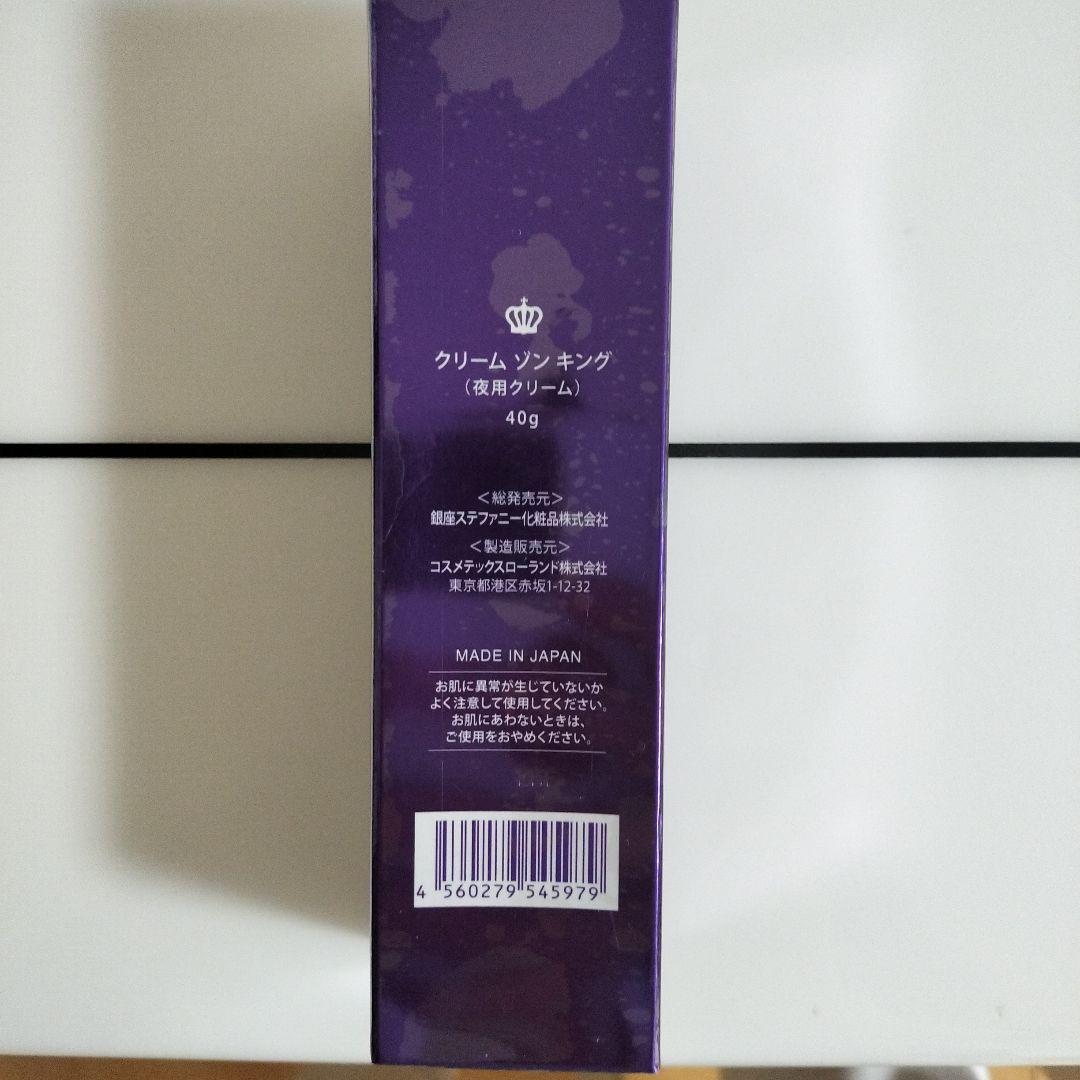 クリーム ゾン キング
（夜用クリーム）
40g
＜総発売元＞
銀座ステファニー化粧品株式会社
＜製造販売元＞
コスメテックスローランド株式会社
東京都港区赤坂1-12-32
MADE IN JAPAN
お肌に異常が生じていないか
よく注意して使用してください。
お肌にあわないときは、
ご使用をおやめください。
4 560279 545979